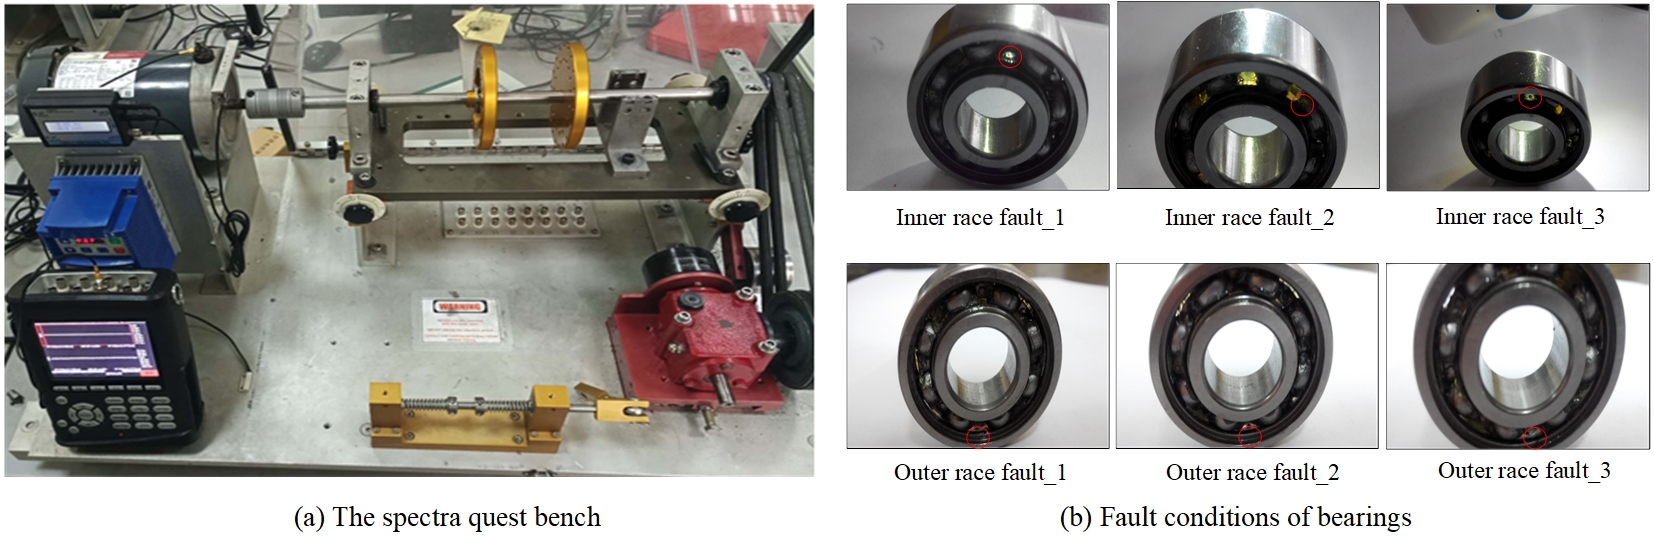 WARNING
Inner race fault_1
Inner race fault_2
Inner race fault_3
Outer race fault_1
Outer race fault_2
Outer race fault_3
(a) The spectra quest bench
(b) Fault conditions of bearings